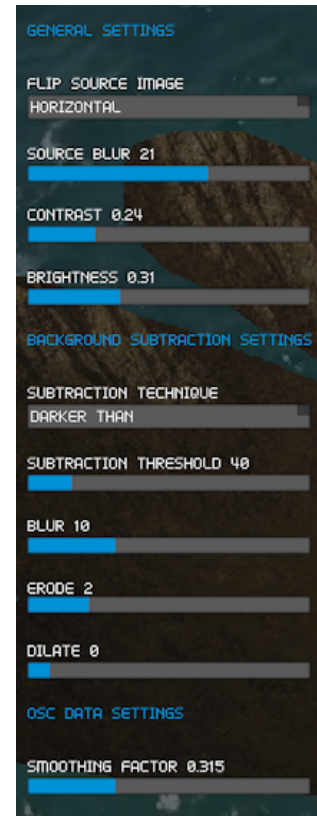 GENERAL SETTINGS
FLIP SOURCE IMAGE
HORIZONTAL
SOURCE BLUR 21
CONTRAST 0.24
BRIGHTNESS 0.31
BACKGROUND SUBTRACTION SETTINGS
SUBTRACTION TECHNIQUE
DARKER THAN
SUBTRACTION THRESHOLD 40
BLUR 10
ERODE 2
DILATE 0
OSC DATA SETTINGS
SMOOTHING FACTOR 0.315